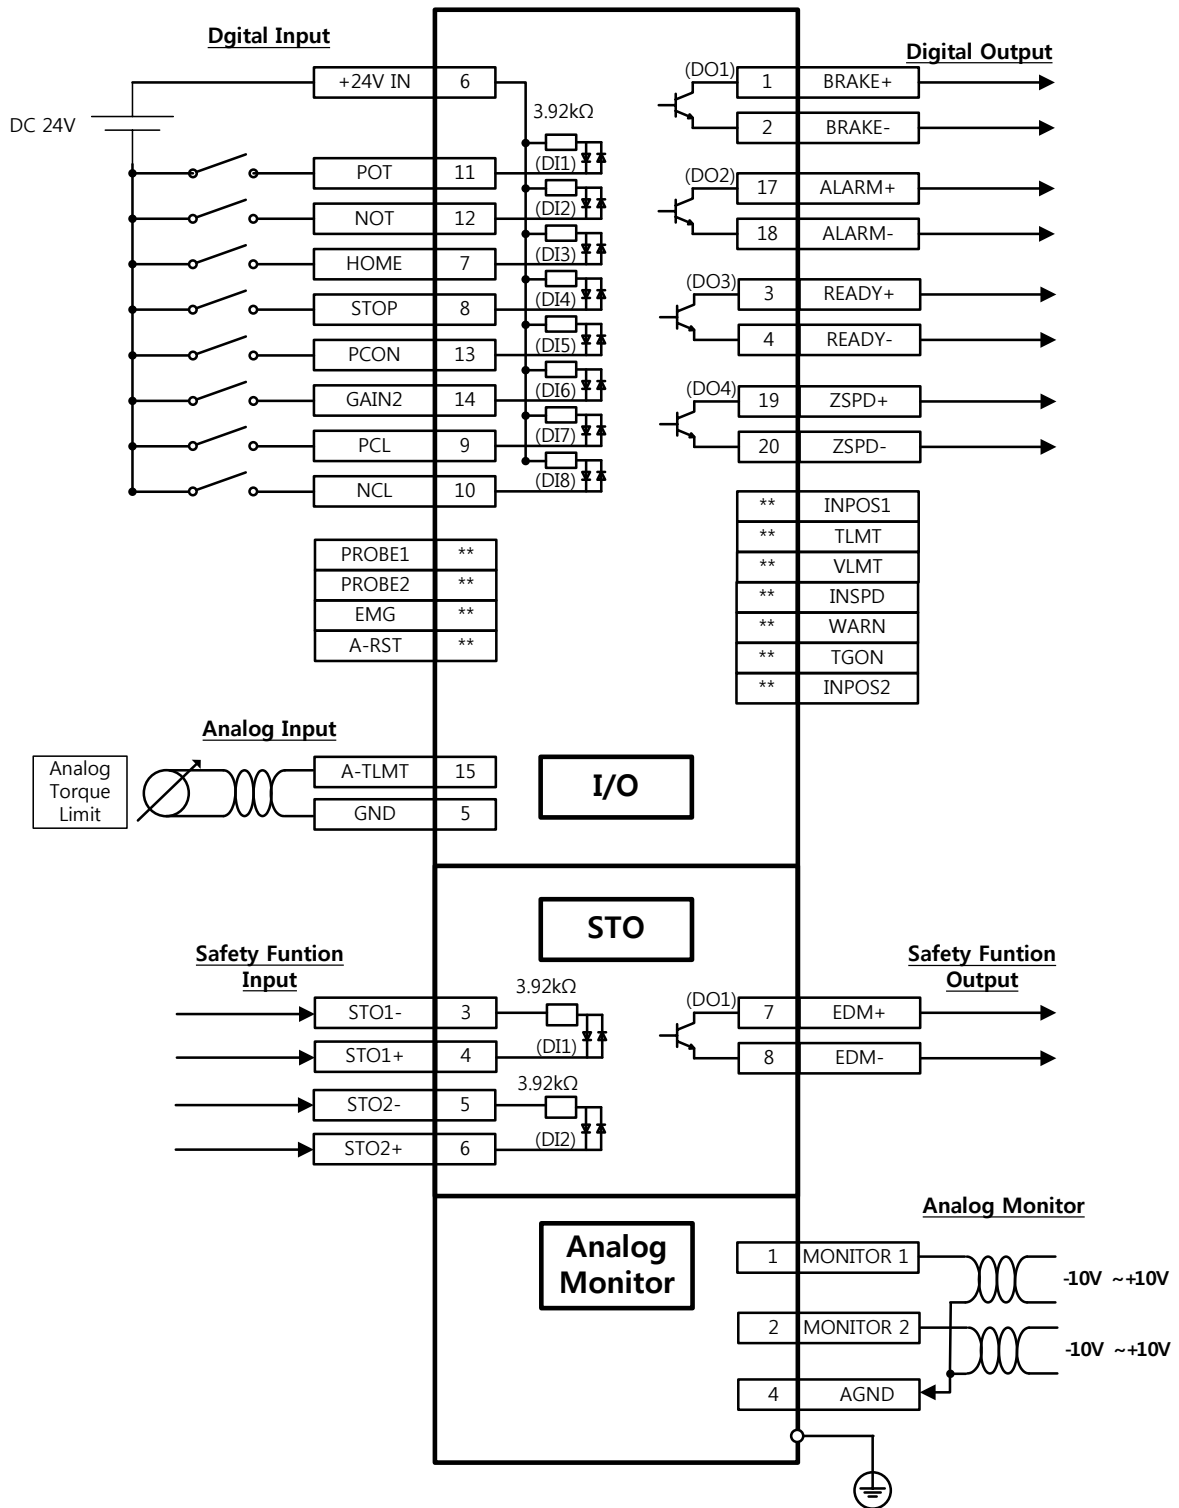 Dgital Input
+24V IN 6
DC 24V
3.92kΩ
POT 11 (DI1)
NOT 12 (DI2)
HOME 7 (DI3)
STOP 8 (DI4)
PCON 13 (DI5)
GAIN2 14 (DI6)
PCL 9 (DI7)
NCL 10 (DI8)
PROBE1 **
PROBE2 **
EMG **
A-RST **
Digital Output
(DO1) 1 BRAKE+
2 BRAKE-
(DO2) 17 ALARM+
18 ALARM-
(DO3) 3 READY+
4 READY-
(DO4) 19 ZSPD+
20 ZSPD-
** INPOS1
** TLMT
** VLMT
** INSPD
** WARN
** TGON
** INPOS2
Analog Input
Analog
Torque
Limit
A-TLMT 15
GND 5
I/O
STO
Safety Funtion
Input
3.92kΩ
STO1- 3
STO1+ 4 (DI1)
3.92kΩ
STO2- 5
STO2+ 6 (DI2)
Safety Funtion
Output
(DO1) 7 EDM+
8 EDM-
Analog
Monitor
Analog Monitor
1 MONITOR 1
-10V ~+10V
2 MONITOR 2
-10V ~+10V
4 AGND